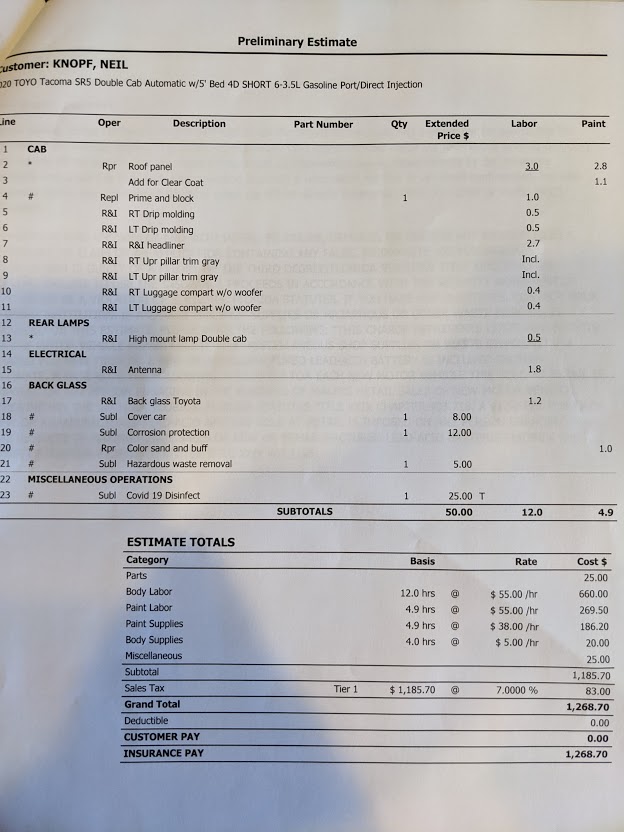 Preliminary Estimate
Customer: KNOPF, NEIL
020 TOYO Tacoma SR5 Double Cab Automatic w/5' Bed 4D SHORT 6-3.5L Gasoline Port/Direct Injection
Line Oper Description Part Number Qty Extended Price $ Labor Paint
1 CAB
2 * Rpr Roof panel 3.0 2.8
3 Add for Clear Coat 1.1
4 # Repl Prime and block 1 1.0
5 R&I RT Drip molding 0.5
6 R&I LT Drip molding 0.5
7 R&I R&I headliner 2.7
8 R&I RT Upr pillar trim gray Incl.
9 R&I LT Upr pillar trim gray Incl.
10 R&I RT Luggage compart w/o woofer 0.4
11 R&I LT Luggage compart w/o woofer 0.4
12 REAR LAMPS
13 * R&I High mount lamp Double cab 0.5
14 ELECTRICAL
15 R&I Antenna 1.8
16 BACK GLASS
17 R&I Back glass Toyota 1.2
18 # Subl Cover car 1 8.00
19 # Subl Corrosion protection 1 12.00
20 # Rpr Color sand and buff 1.0
21 # Subl Hazardous waste removal 1 5.00
22 MISCELLANEOUS OPERATIONS
23 # Subl Covid 19 Disinfect 1 25.00 T
SUBTOTALS 50.00 12.0 4.9
ESTIMATE TOTALS
Category Basis Rate Cost $
Parts 25.00
Body Labor 12.0 hrs @ $ 55.00 /hr 660.00
Paint Labor 4.9 hrs @ $ 55.00 /hr 269.50
Paint Supplies 4.9 hrs @ $ 38.00 /hr 186.20
Body Supplies 4.0 hrs @ $ 5.00 /hr 20.00
Miscellaneous 25.00
Subtotal 1,185.70
Sales Tax Tier 1 $ 1,185.70 @ 7.0000 % 83.00
Grand Total 1,268.70
Deductible 0.00
CUSTOMER PAY 0.00
INSURANCE PAY 1,268.70